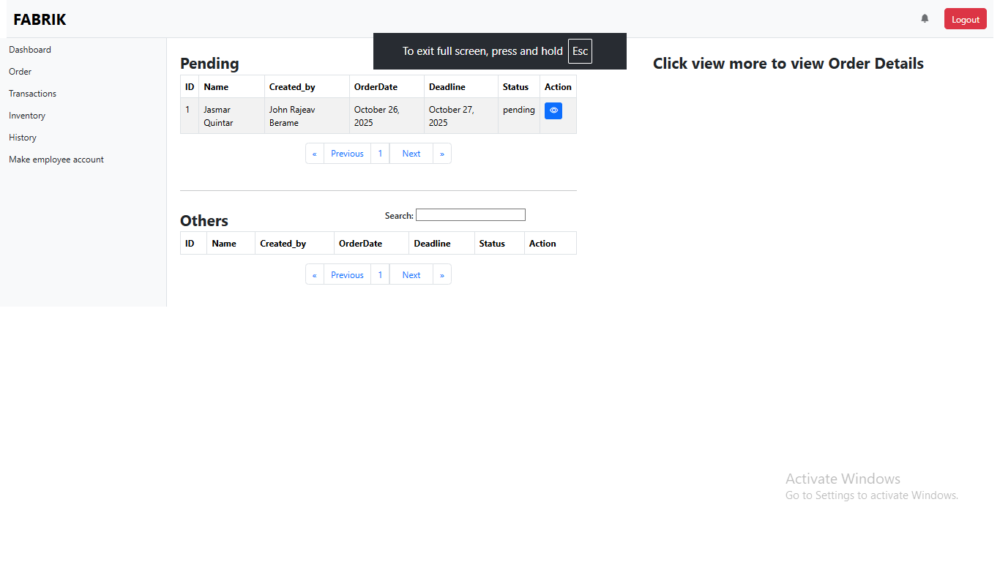 FABRIK
Logout
To exit full screen, press and hold Esc
Dashboard
Order
Transactions
Inventory
History
Make employee account
Pending
ID Name Created_by OrderDate Deadline Status Action
1 Jasmar John Rajeav October 26, October 27, pending
Quintar Berame 2025 2025
« Previous 1 Next »
Others
Search:
ID Name Created_by OrderDate Deadline Status Action
« Previous 1 Next »
Click view more to view Order Details
Activate Windows
Go to Settings to activate Windows.